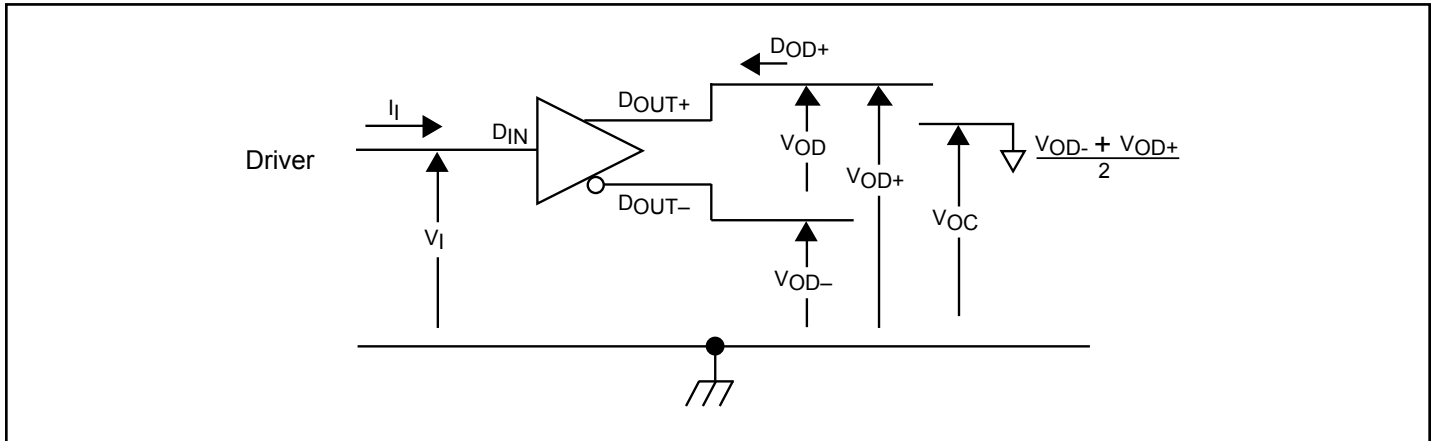 DOD+
II
DOUT+
DIN
Driver
VOD
VOD- + VOD+
2
VOD+
DOUT–
VOC
VI
VOD–